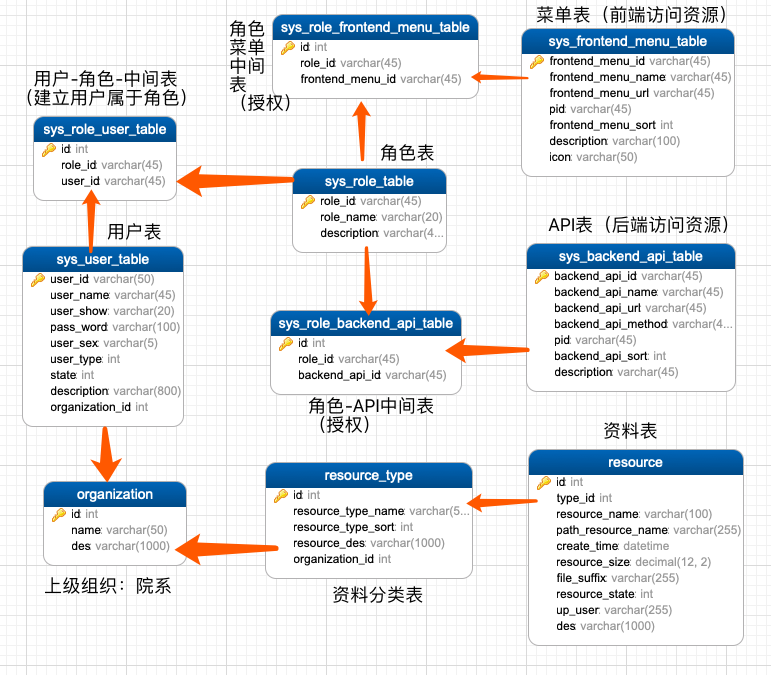 角色
菜单
中间
表
（授权）
sys_role_frontend_menu_table
id: int
role_id: varchar(45)
frontend_menu_id: varchar(45)
菜单表（前端访问资源）
sys_frontend_menu_table
frontend_menu_id: varchar(45)
frontend_menu_name: varchar(45)
frontend_menu_url: varchar(45)
pid: varchar(45)
frontend_menu_sort: int
description: varchar(100)
icon: varchar(50)
用户-角色-中间表
（建立用户属于角色）
sys_role_user_table
id: int
role_id: varchar(45)
user_id: varchar(45)
角色表
sys_role_table
role_id: varchar(45)
role_name: varchar(20)
description: varchar(4...
用户表
sys_user_table
user_id: varchar(50)
user_name: varchar(45)
user_show: varchar(20)
pass_word: varchar(100)
user_sex: varchar(5)
user_type: int
state: int
description: varchar(800)
organization_id: int
API表（后端访问资源）
sys_backend_api_table
backend_api_id: varchar(45)
backend_api_name: varchar(45)
backend_api_url: varchar(45)
backend_api_method: varchar(4...
pid: varchar(45)
backend_api_sort: int
description: varchar(45)
sys_role_backend_api_table
id: int
role_id: varchar(45)
backend_api_id: varchar(45)
角色-API中间表
（授权）
organization
id: int
name: varchar(50)
des: varchar(1000)
上级组织：院系
resource_type
id: int
resource_type_name: varchar(5...
resource_type_sort: int
resource_des: varchar(1000)
organization_id: int
资料分类表
资料表
resource
id: int
type_id: int
resource_name: varchar(100)
path_resource_name: varchar(255)
create_time: datetime
resource_size: decimal(12, 2)
file_suffix: varchar(255)
resource_state: int
up_user: varchar(255)
des: varchar(1000)